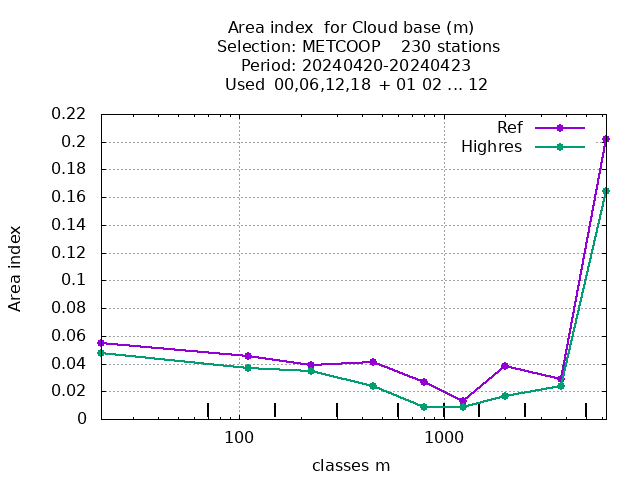 Area index  for Cloud base (m)
Selection: METCOOP    230 stations
Period: 20240420-20240423
Used  00,06,12,18 + 01 02 ... 12
0.22
0.2
0.18
0.16
0.14
0.12
0.1
0.08
0.06
0.04
0.02
0
Area index
Ref
Highres
100
1000
classes m